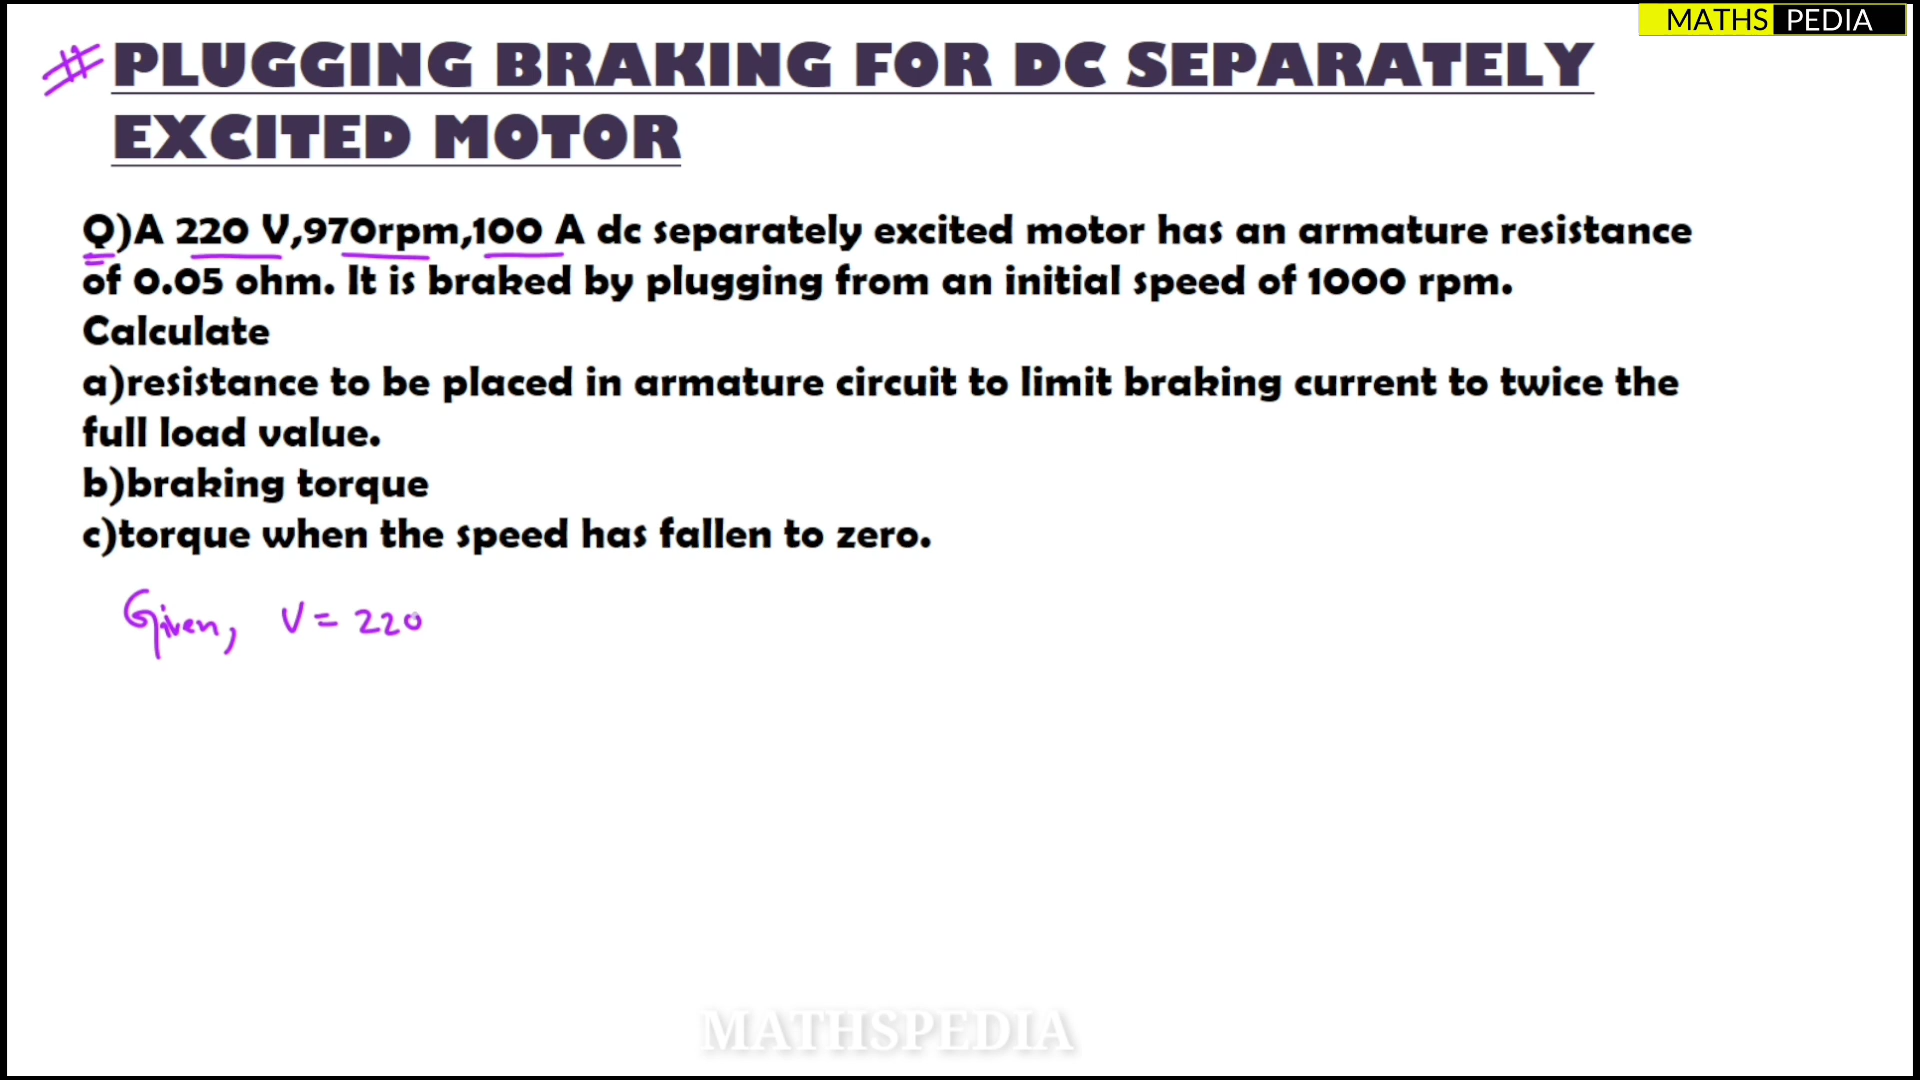 MATHS PEDIA
# PLUGGING BRAKING FOR DC SEPARATELY
EXCITED MOTOR
Q)A 220 V,970rpm,100 A dc separately excited motor has an armature resistance
of 0.05 ohm. It is braked by plugging from an initial speed of 1000 rpm.
Calculate
a)resistance to be placed in armature circuit to limit braking current to twice the
full load value.
b)braking torque
c)torque when the speed has fallen to zero.
Given, V = 220
MATHSPEDIA